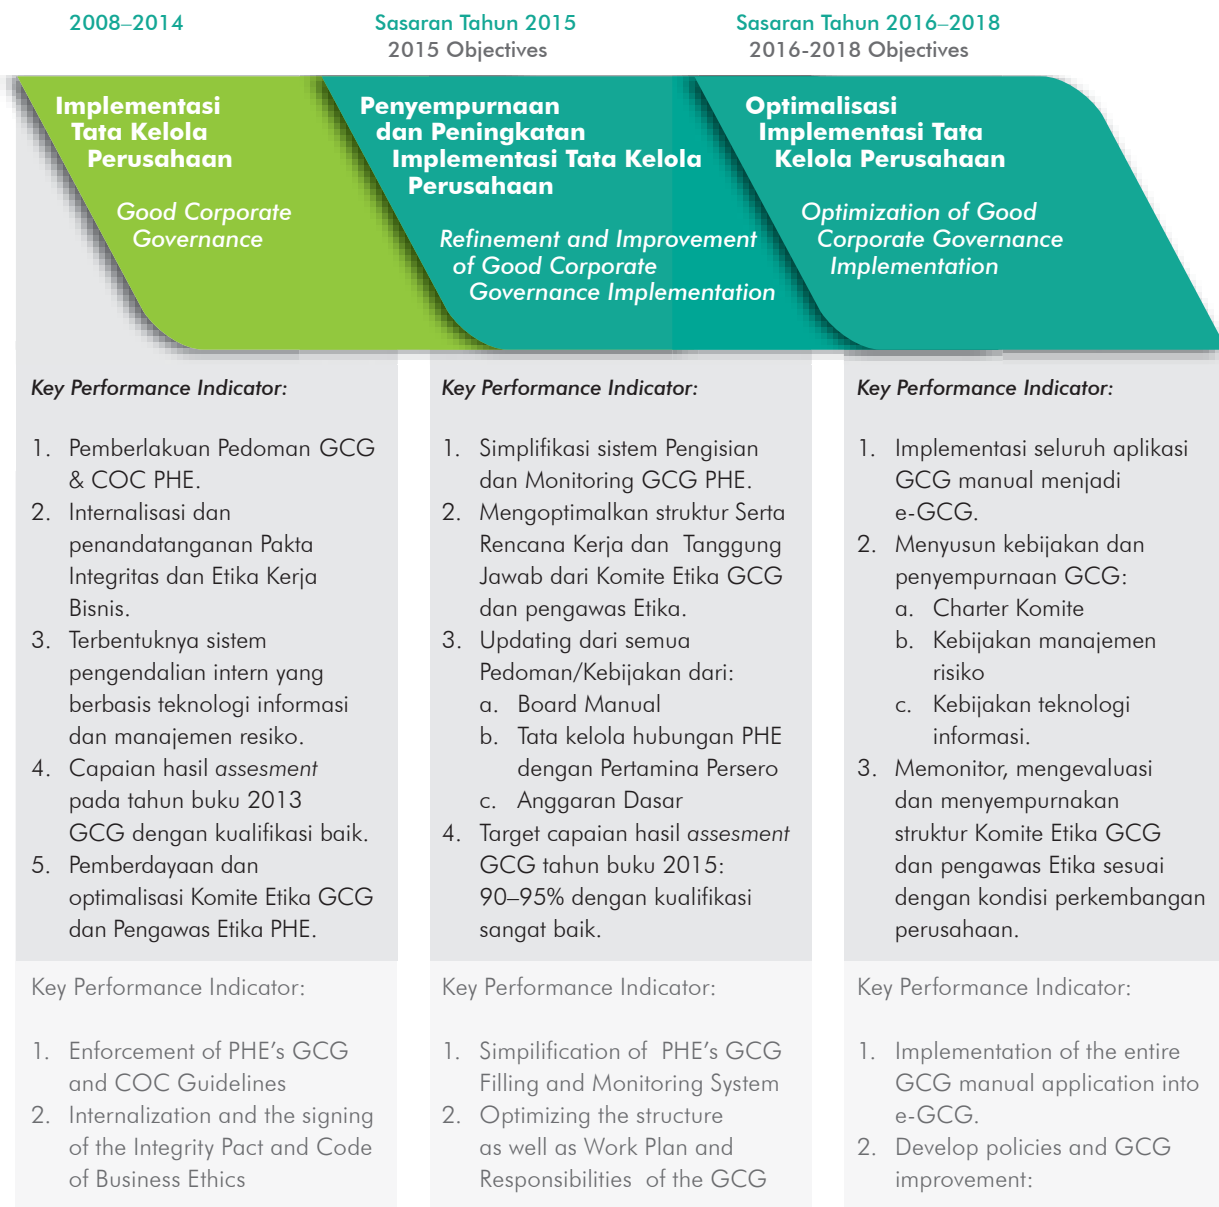 2008–2014
Implementasi
Tata Kelola
Perusahaan
Good Corporate
Governance
Key Performance Indicator:
1. Pemberlakuan Pedoman GCG
& COC PHE.
2. Internalisasi dan
penandatanganan Pakta
Integritas dan Etika Kerja
Bisnis.
3. Terbentuknya sistem
pengendalian intern yang
berbasis teknologi informasi
dan manajemen resiko.
4. Capaian hasil assesment
pada tahun buku 2013
GCG dengan kualifikasi baik.
5. Pemberdayaan dan
optimalisasi Komite Etika GCG
dan Pengawas Etika PHE.
Key Performance Indicator:
1. Enforcement of PHE's GCG
and COC Guidelines
2. Internalization and the signing
of the Integrity Pact and Code
of Business Ethics
Sasaran Tahun 2015
2015 Objectives
Penyempurnaan
dan Peningkatan
Implementasi Tata Kelola
Perusahaan
Refinement and Improvement
of Good Corporate
Governance Implementation
Key Performance Indicator:
1. Simplifikasi sistem Pengisian
dan Monitoring GCG PHE.
2. Mengoptimalkan struktur Serta
Rencana Kerja dan Tanggung
Jawab dari Komite Etika GCG
dan pengawas Etika.
3. Updating dari semua
Pedoman/Kebijakan dari:
a. Board Manual
b. Tata kelola hubungan PHE
dengan Pertamina Persero
c. Anggaran Dasar
4. Target capaian hasil assesment
GCG tahun buku 2015:
90–95% dengan kualifikasi
sangat baik.
Key Performance Indicator:
1. Simpilification of PHE's GCG
Filling and Monitoring System
2. Optimizing the structure
as well as Work Plan and
Responsibilities of the GCG
Sasaran Tahun 2016–2018
2016-2018 Objectives
Optimalisasi
Implementasi Tata
Kelola Perusahaan
Optimization of Good
Corporate Governance
Implementation
Key Performance Indicator:
1. Implementasi seluruh aplikasi
GCG manual menjadi
e-GCG.
2. Menyusun kebijakan dan
penyempurnaan GCG:
a. Charter Komite
b. Kebijakan manajemen
risiko
c. Kebijakan teknologi
informasi.
3. Memonitor, mengevaluasi
dan menyempurnakan
struktur Komite Etika GCG
dan pengawas Etika sesuai
dengan kondisi perkembangan
perusahaan.
Key Performance Indicator:
1. Implementation of the entire
GCG manual application into
e-GCG.
2. Develop policies and GCG
improvement: